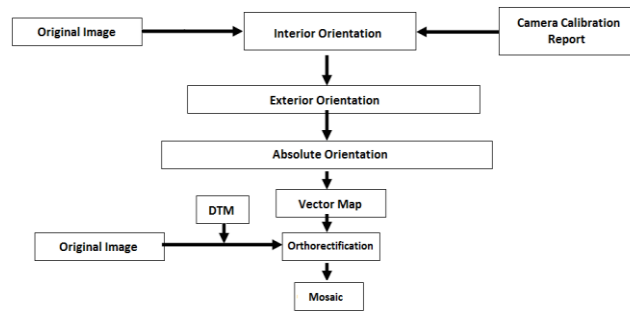 Original Image
Interior Orientation
Camera Calibration
Report
Exterior Orientation
Absolute Orientation
Vector Map
DTM
Original Image
Orthorectification
Mosaic